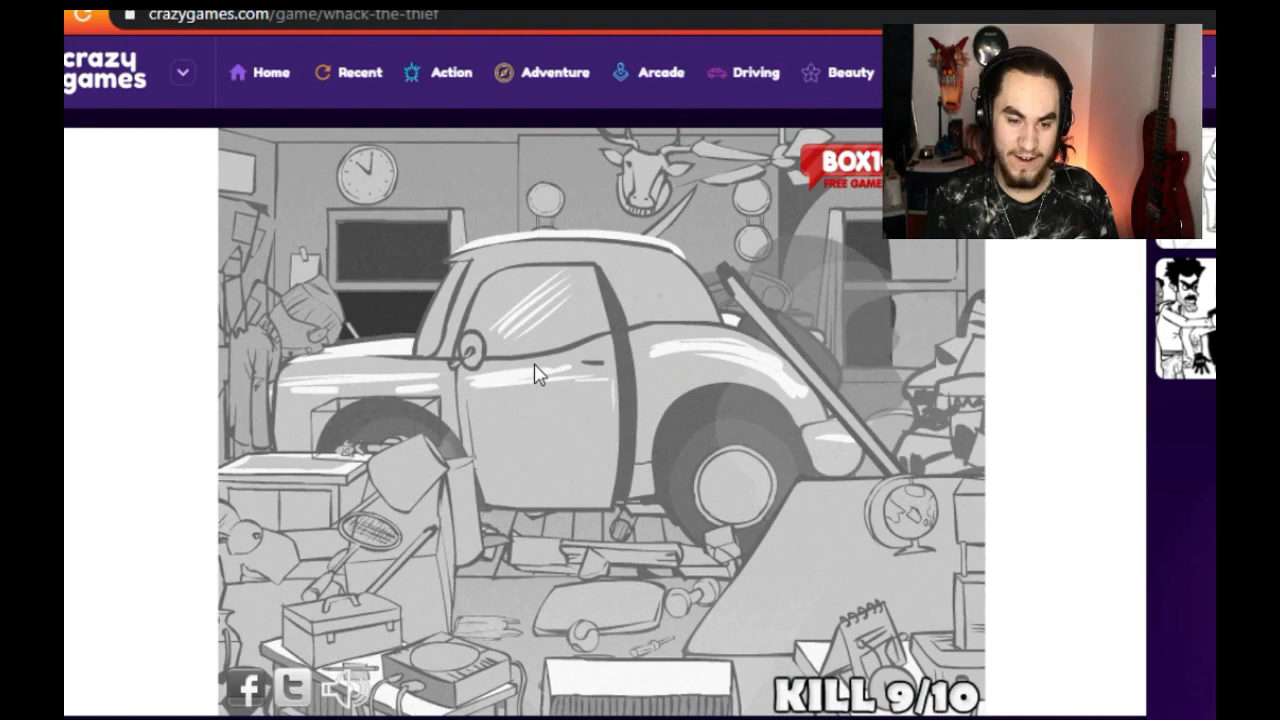 crazygames.com/game/whack-the-thief
crazy
games
Home
Recent
Action
Adventure
Arcade
Driving
Beauty
BOX1
FREE GAME
KILL 9/10